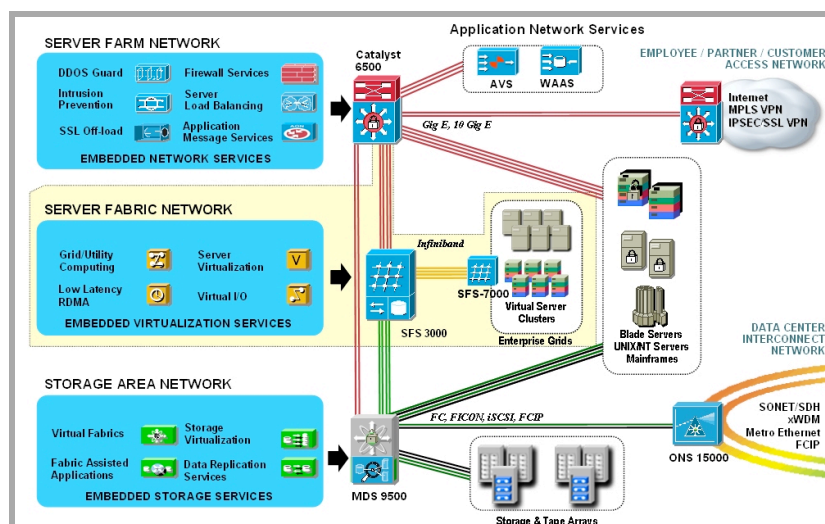 Application Network Services
SERVER FARM NETWORK
DDOS Guard
Firewall Services
Intrusion
Prevention
Server
Load Balancing
SSL Off-load
Application
Message Services
EMBEDDED NETWORK SERVICES
Catalyst
6500
AVS
WAAS
EMPLOYEE / PARTNER / CUSTOMER
ACCESS NETWORK
Internet
MPLS VPN
IPSEC/SSL VPN
Gig E, 10 Gig E
SERVER FABRIC NETWORK
Grid/Utility
Computing
Server
Virtualization
V
Low Latency
RDMA
Virtual I/O
EMBEDDED VIRTUALIZATION SERVICES
Infiniband
SFS 3000
SFS-7000
Virtual Server
Clusters
Enterprise Grids
Blade Servers
UNIX/NT Servers
Mainframes
DATA CENTER
INTERCONNECT
NETWORK
STORAGE AREA NETWORK
Virtual Fabrics
Storage
Virtualization
Fabric Assisted
Applications
Data Replication
Services
EMBEDDED STORAGE SERVICES
FC, FICON, iSCSI, FCIP
MDS 9500
ONS 15000
SONET/SDH
xWDM
Metro Ethernet
FCIP
Storage & Tape Arrays